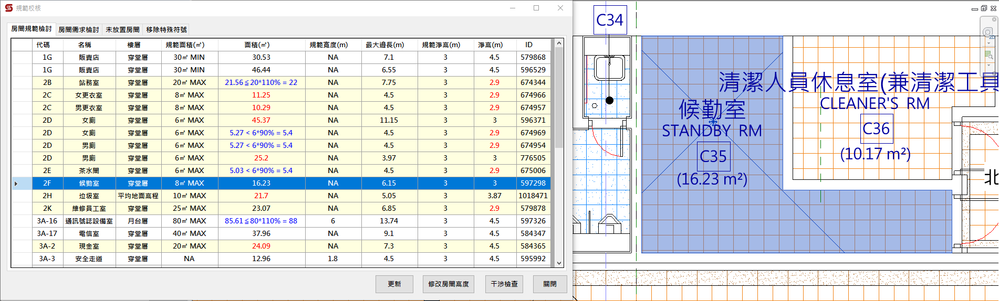 規範校核
房間規範檢討 房間需求檢討 未放置房間 移除特殊符號
代碼 名稱 樓層 規範面積(㎡) 面積(㎡) 規範寬度(m) 最大邊長(m) 規範淨高(m) 淨高(m) ID
1G 販賣店 穿堂層 30㎡ MIN 30.53 NA 7.1 3 4.5 579868
1G 販賣店 穿堂層 30㎡ MIN 46.44 NA 6.55 3 4.5 596529
2B 站務室 穿堂層 20㎡ MAX 21.56≦20*110% = 22 NA 7.75 3 2.9 674344
2C 女更衣室 穿堂層 8㎡ MAX 11.25 NA 4.5 3 2.9 674966
2C 男更衣室 穿堂層 8㎡ MAX 10.29 NA 4.5 3 2.9 674957
2D 女廁 穿堂層 6㎡ MAX 45.37 NA 11.15 3 3 596371
2D 女廁 穿堂層 6㎡ MAX 5.27 < 6*90% = 5.4 NA 4.5 3 2.9 674969
2D 男廁 穿堂層 6㎡ MAX 5.27 < 6*90% = 5.4 NA 4.5 3 2.9 674954
2D 男廁 穿堂層 6㎡ MAX 25.2 NA 3.97 3 3 776505
2E 茶水間 穿堂層 6㎡ MAX 5.03 < 6*90% = 5.4 NA 4.5 3 2.9 675006
2F 候勤室 穿堂層 8㎡ MAX 16.23 NA 6.15 3 3 597298
2H 垃圾室 平均地面高程 10㎡ MAX 21.7 NA 5.05 3 3.87 1018471
2K 維修員工室 穿堂層 25㎡ MAX 23.07 NA 6.85 3 2.9 579878
3A-16 通訊號誌設備室 月台層 80㎡ MAX 85.61≦80*110% = 88 6 13.74 3 4.5 597326
3A-17 電信室 穿堂層 40㎡ MAX 37.96 NA 9.1 3 4.5 584347
3A-2 現金室 穿堂層 20㎡ MAX 24.09 NA 7.3 3 4.5 584365
3A-3 安全走道 穿堂層 NA 12.96 1.8 4.5 3 4.5 595992
更新 修改房間高度 干涉檢查 關閉
C34
清潔人員休息室(兼清潔工具
CLEANER'S RM
C36
(10.17 m²)
候勤室
STANDBY RM
C35
(16.23 m²)
北
2D